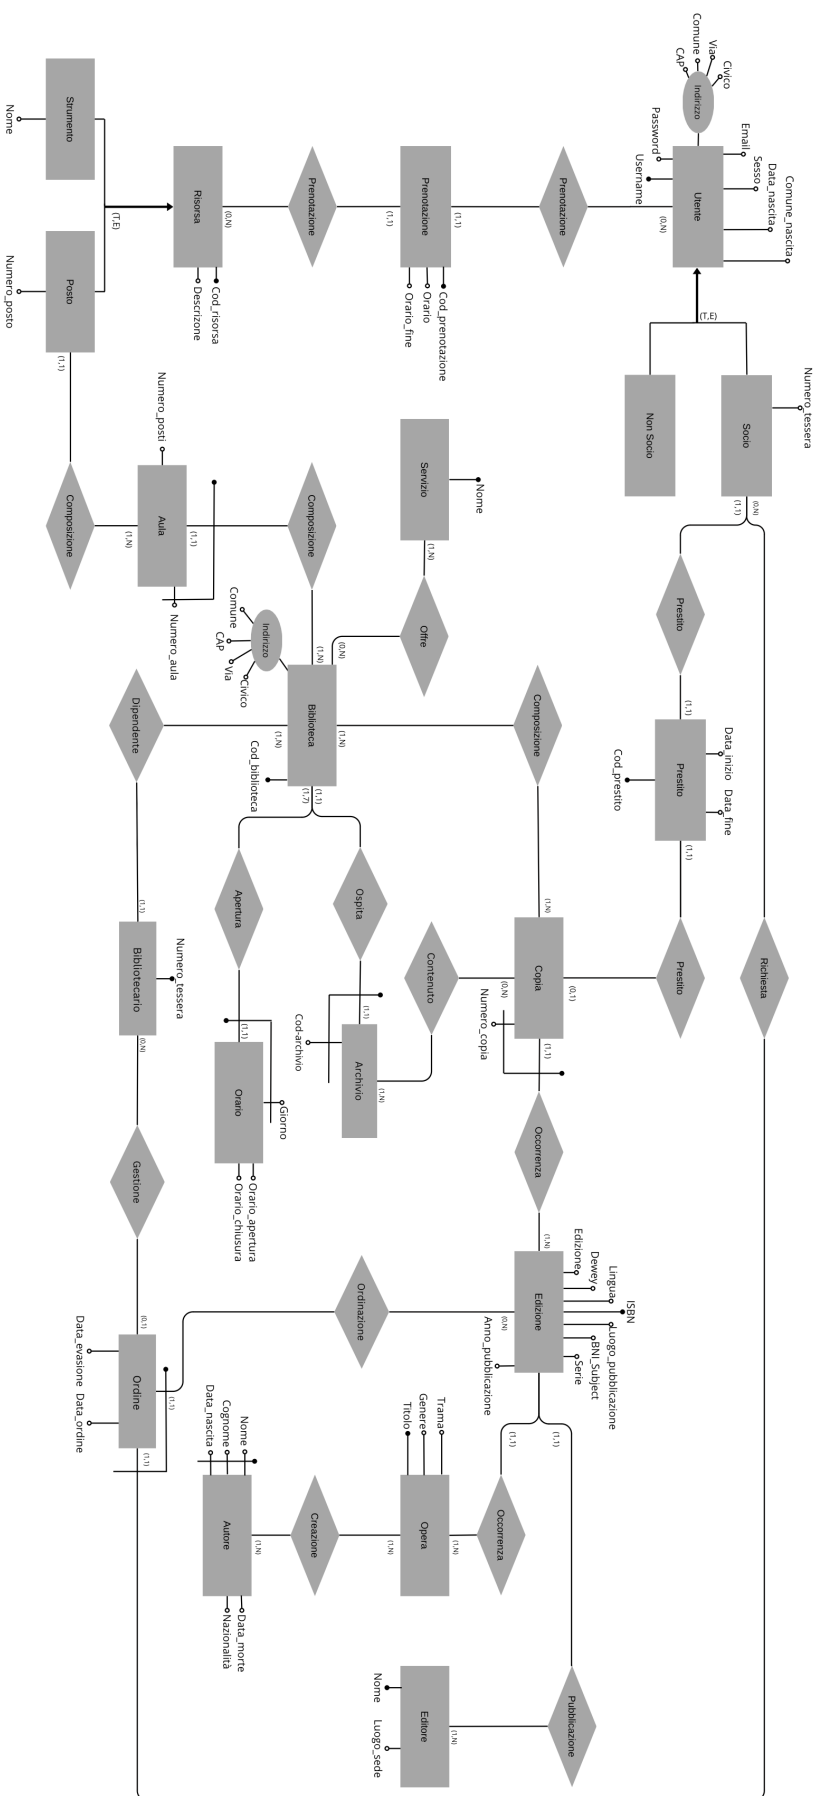 Comune
Via
Civico
CAP
Indirizzo
Password
Username
Email
Sesso
Data_nascita
Comune_nascita
Utente
(0,N)
Prenotazione
(1,1)
Prenotazione
(1,1)
Cod_prenotazione
Orario
Orario_fine
Prenotazione
(0,N)
Risorsa
Cod_risorsa
Descrizone
(T,E)
Strumento
Nome
Posto
Numero_posto
(1,1)
(T,E)
Socio
Numero_tessera
Non Socio
(0,N)
(1,1)
Composizione
(1,N)
Aula
Numero_posti
Numero_aula
(1,1)
Composizione
(1,N)
Servizio
Nome
(1,N)
Offre
(0,N)
Indirizzo
Comune
CAP
Via
Civico
Biblioteca
Cod_biblioteca
(1,N)
(1,N)
(1,1)
(1,7)
Prestito
(1,1)
Prestito
Data_inizio
Data_fine
Cod_prestito
(1,1)
Prestito
Richiesta
Composizione
(1,N)
Copia
(0,1)
(0,N)
Numero_copia
(1,1)
Contenuto
Dipendente
(1,1)
Bibliotecario
Numero_tessera
(0,N)
Apertura
Ospita
(1,1)
(1,1)
Cod-archivio
Archivio
(1,N)
Orario
Giorno
Orario_apertura
Orario_chiusura
Gestione
(0,1)
Occorrenza
(1,N)
Edizione
Edizione
Dewey
Lingua
ISBN
Luogo_pubblicazione
BNI_Subject
Serie
(0,N)
Anno_pubblicazione
Ordinazione
(1,1)
Ordine
Data_evasione
Data_ordine
(1,1)
(1,1)
(1,1)
Trama
Genere
Titolo
Nome
Cognome
Data_nascita
Autore
(1,N)
Data_morte
Nazionalità
Creazione
(1,N)
Opera
(1,N)
Occorrenza
Pubblicazione
(1,N)
Editore
Nome
Luogo_sede